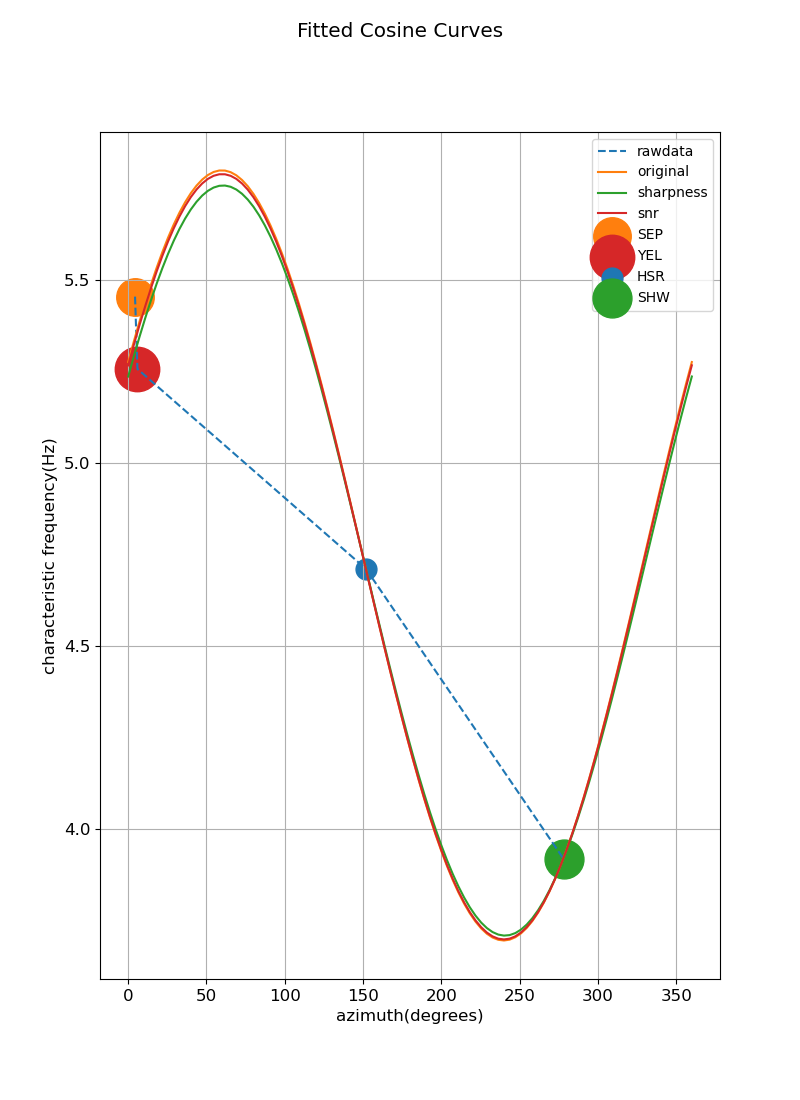 Fitted Cosine Curves
rawdata
original
sharpness
snr
SEP
YEL
HSR
SHW
5.5
5.0
4.5
4.0
characteristic frequency(Hz)
0 50 100 150 200 250 300 350
azimuth(degrees)